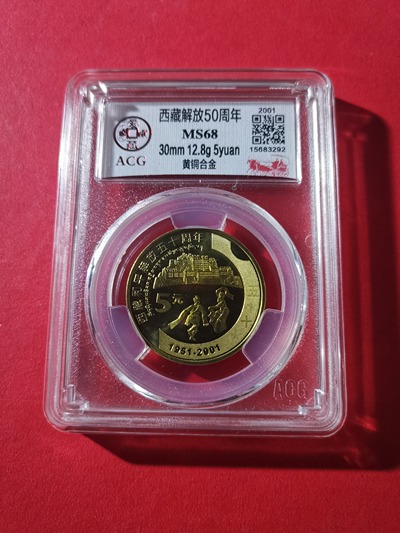 西藏解放50周年
MS68
30mm 12.8g 5yuan
黄铜合金
2001
15683292
ACG
西藏和平解放五十周年
5元
1951-2001
ACG